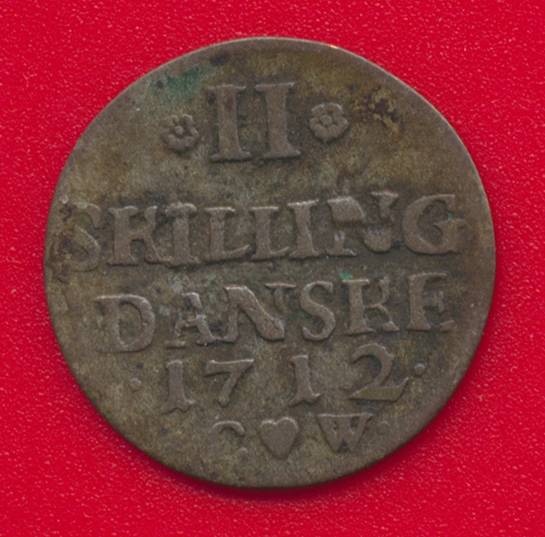 II
SKILLING
DANSKE
1712
C♥W